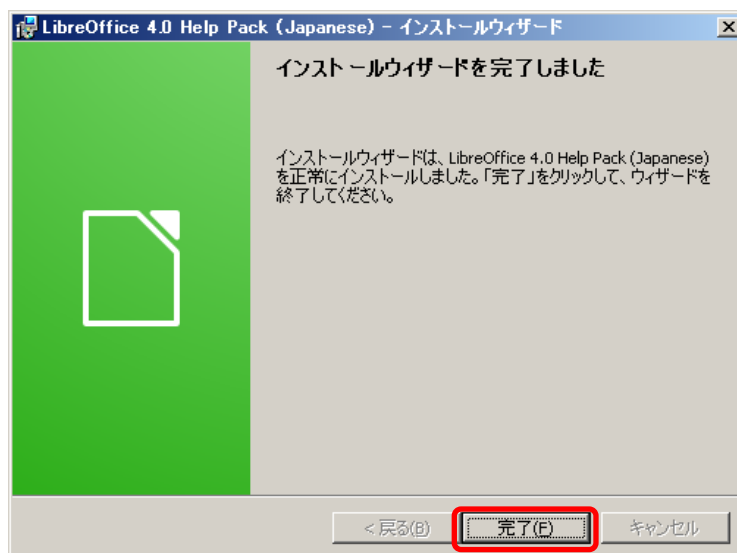 LibreOffice 4.0 Help Pack (Japanese) - インストールウィザード
インストールウィザードを完了しました
インストールウィザードは、LibreOffice 4.0 Help Pack (Japanese)
を正常にインストールしました。「完了」をクリックして、ウィザードを
終了してください。
< 戻る(B) 完了(F) キャンセル